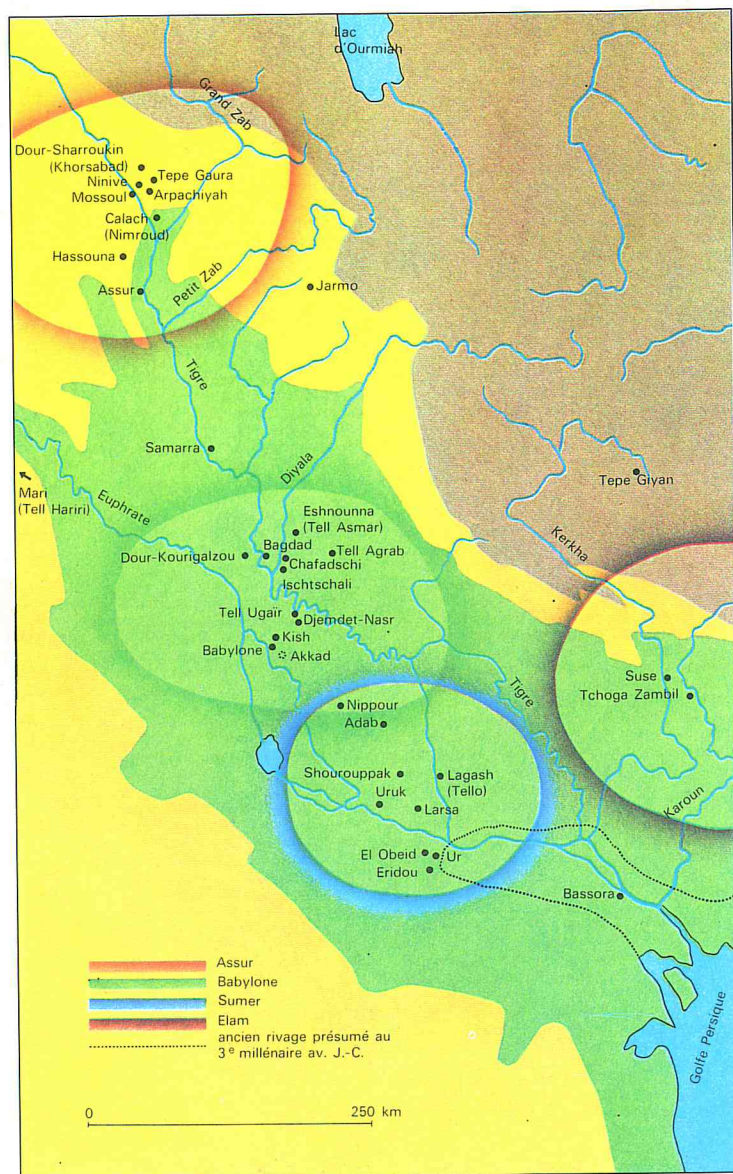 Lac
d'Ourmiah
Grand Zab
Dour-Sharroukin
(Khorsabad)
Tepe Gaura
Ninive
Arpachiyah
Mossoul
Calach
(Nimroud)
Hassouna
Petit Zab
Jarmo
Assur
Tigre
Samarra
Diyala
Tepe Giyan
Mari
(Tell Hariri)
Euphrate
Eshnounna
(Tell Asmar)
Kerkha
Bagdad
Dour-Kourigalzou
Tell Agrab
Chafadschi
Ischtschali
Tell Ugaïr
Djemdet-Nasr
Kish
Babylone
Akkad
Tigre
Suse
Tchoga Zambil
Nippour
Adab
Shourouppak
Lagash
(Tello)
Uruk
Larsa
Karoun
El Obeid
Ur
Eridou
Bassora
Assur
Babylone
Sumer
Elam
ancien rivage présumé au
3e millénaire av. J.-C.
Golfe Persique
0
250 km